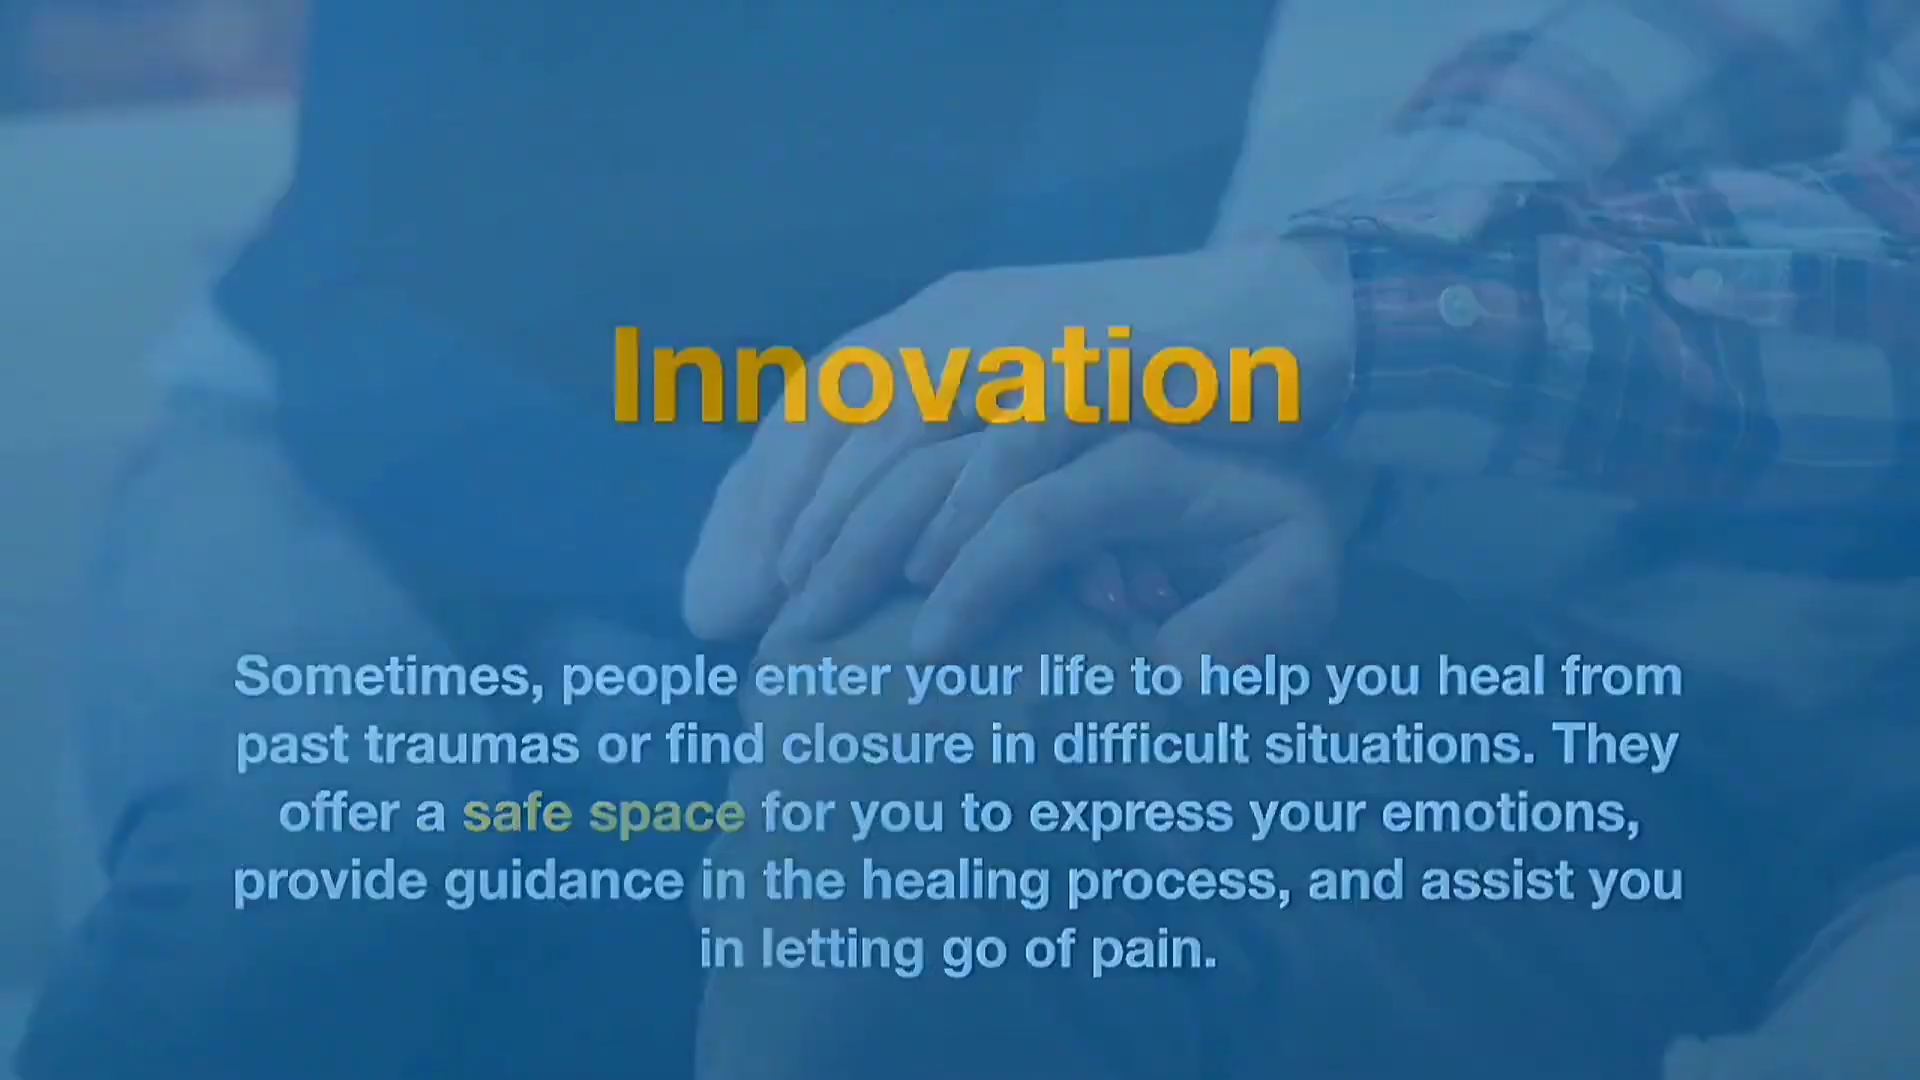 Innovation
Sometimes, people enter your life to help you heal from
past traumas or find closure in difficult situations. They
offer a safe space for you to express your emotions,
provide guidance in the healing process, and assist you
in letting go of pain.